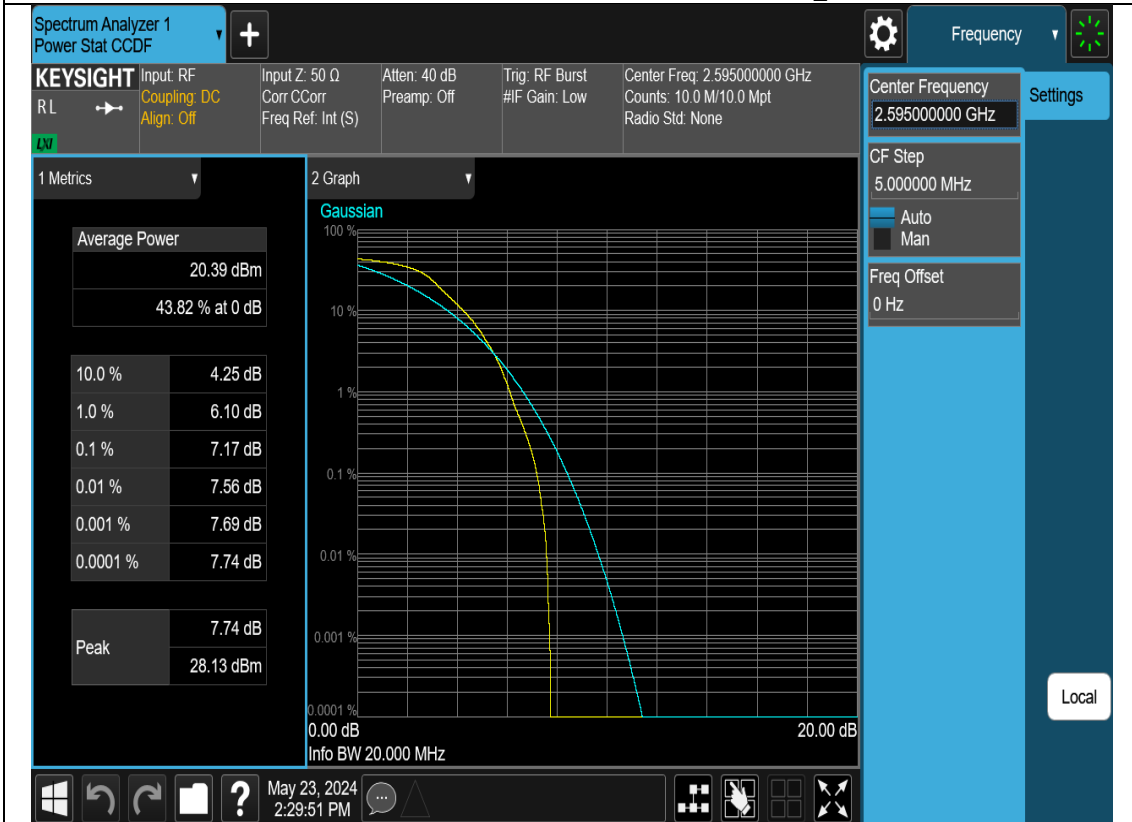 Spectrum Analyzer 1
Power Stat CCDF
+
Frequency
KEYSIGHT
RL
LXI
Input: RF
Coupling: DC
Align: Off
Input Z: 50 Ω
Corr CCorr
Freq Ref: Int (S)
Atten: 40 dB
Preamp: Off
Trig: RF Burst
#IF Gain: Low
Center Freq: 2.595000000 GHz
Counts: 10.0 M/10.0 Mpt
Radio Std: None
Center Frequency
2.595000000 GHz
Settings
CF Step
5.000000 MHz
Auto
Man
Freq Offset
0 Hz
Local
1 Metrics
Average Power
20.39 dBm
43.82 % at 0 dB
10.0 % 4.25 dB
1.0 % 6.10 dB
0.1 % 7.17 dB
0.01 % 7.56 dB
0.001 % 7.69 dB
0.0001 % 7.74 dB
Peak
7.74 dB
28.13 dBm
2 Graph
Gaussian
100 %
10 %
1 %
0.1 %
0.01 %
0.001 %
0.0001 %
0.00 dB 20.00 dB
Info BW 20.000 MHz
?
May 23, 2024
2:29:51 PM